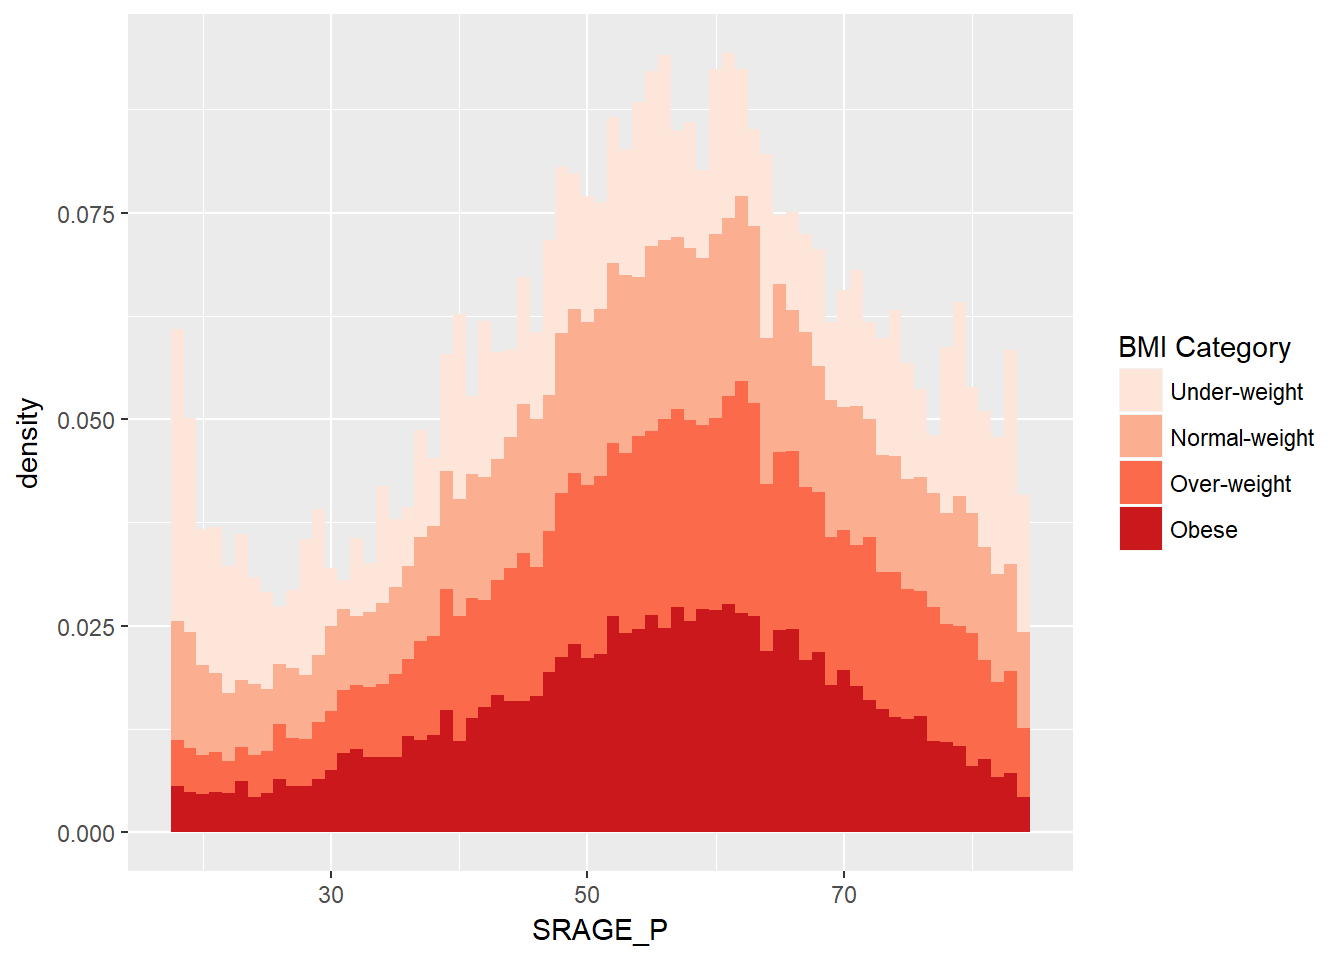 density
0.075
0.050
0.025
0.000
30
50
70
SRAGE_P
BMI Category
Under-weight
Normal-weight
Over-weight
Obese